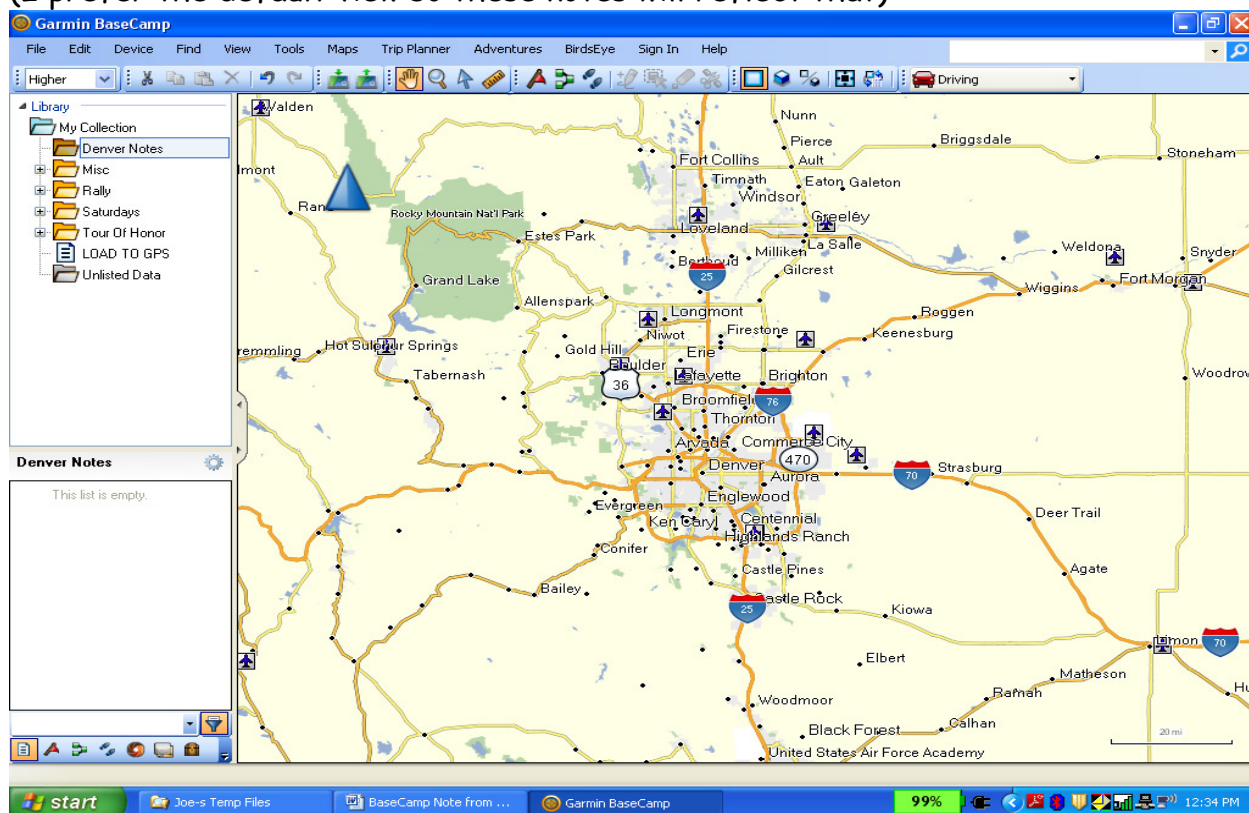 Garmin BaseCamp
File Edit Device Find View Tools Maps Trip Planner Adventures BirdsEye Sign In Help
Higher
Driving
Library
My Collection
Denver Notes
Misc
Rally
Saturdays
Tour Of Honor
LOAD TO GPS
Unlisted Data
Denver Notes
This list is empty.
Walden
Nunn
Pierce
Briggsdale
Fort Collins
Ault
Stoneham
Timnath
Eaton Galeton
Windsor
Rand
Rocky Mountain Nat'l Park
Greeley
Loveland
Estes Park
La Salle
Milliken
Weldona
Snyder
Berthoud
Gilcrest
25
Grand Lake
Wiggins
Fort Morgan
Allenspark
Longmont
Roggen
Firestone
Niwot
Keenesburg
Hot Sulphur Springs
Gold Hill
Erie
remmling
Boulder
Tabernash
Lafayette
Brighton
Woodrov
36
Broomfield
76
Thornton
Arvada
Commerce City
470
Denver
Strasburg
Aurora
70
Englewood
Evergreen
Deer Trail
Ken Caryl
Centennial
Highlands Ranch
Conifer
Castle Pines
Agate
Bailey
Castle Rock
25
Kiowa
Limon
70
Elbert
Matheson
Ramah
Hu
Woodmoor
Calhan
Black Forest
20 mi
United States Air Force Academy
start
Joe-s Temp Files
BaseCamp Note from ...
Garmin BaseCamp
99%
12:34 PM